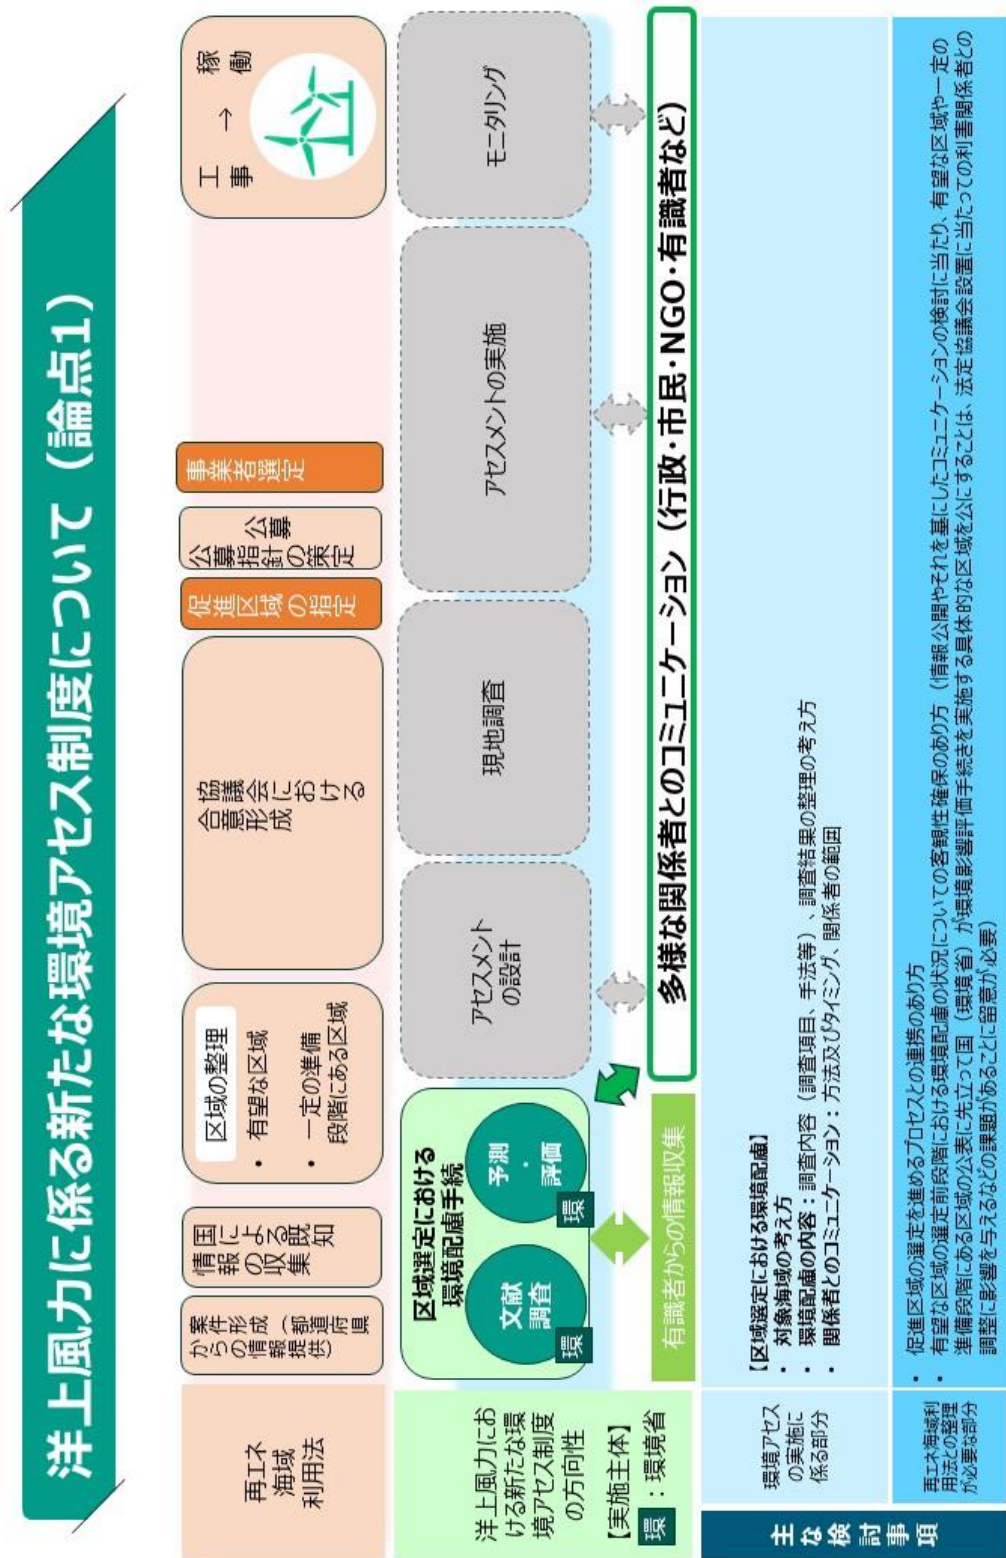 洋上風力に係る新たな環境アセス制度について（論点1）
再エネ
海域
利用法
案件形成（都道府県
からの情報提供）
国による既知
情報の収集
区域の整理
• 有望な区域
• 一定の準備
段階にある区域
協議会における
合意形成
促進区域の指定
公募
公募指針の策定
事業者選定
工事 → 稼働
洋上風力にお
ける新たな環
境アセス制度
の方向性
【実施主体】
環：環境省
区域選定における
環境配慮手続
文献
調査
環
予測
・
評価
環
アセスメント
の設計
現地調査
アセスメントの実施
モニタリング
有識者からの情報収集
多様な関係者とのコミュニケーション（行政・市民・NGO・有識者など）
主な検討事項
環境アセス
の実施に
係る部分
【区域選定における環境配慮】
• 対象海域の考え方
• 環境配慮の内容：調査内容（調査項目、手法等）、調査結果の整理の考え方
• 関係者とのコミュニケーション：方法及びタイミング、関係者の範囲
再エネ海域利
用法との整理
が必要な部分
• 促進区域の選定を進めるプロセスとの連携のあり方
• 有望な区域の選定前段階における環境配慮の状況についての客観性確保のあり方（情報公開やそれを基にしたコミュニケーションの検討に当たり、有望な区域や一定の
準備段階にある区域の公表に先立って国（環境省）が環境影響評価手続きを実施する具体的な区域を公にすることは、法定協議会設置に当たっての利害関係者との
調整に影響を与えるなどの課題があることに留意が必要）